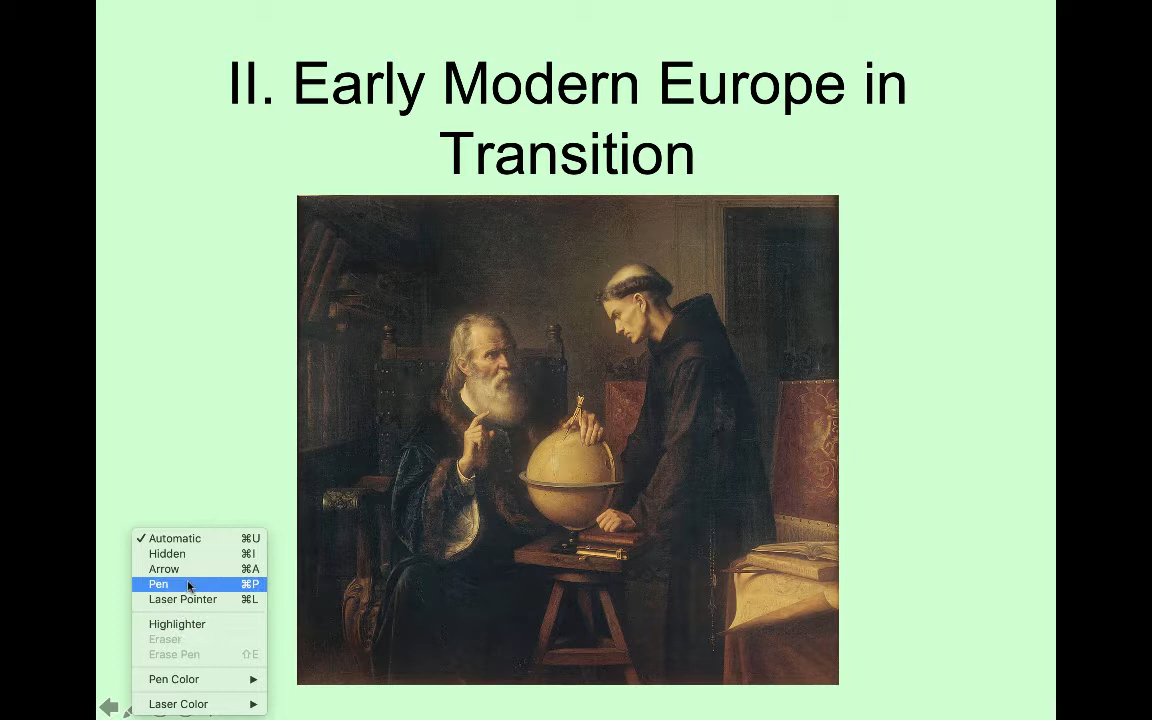 II. Early Modern Europe in
Transition
✓ Automatic ⌘U
Hidden ⌘I
Arrow ⌘A
Pen ⌘P
Laser Pointer ⌘L
Highlighter
Eraser
Erase Pen ⇧E
Pen Color ▶
Laser Color ▶